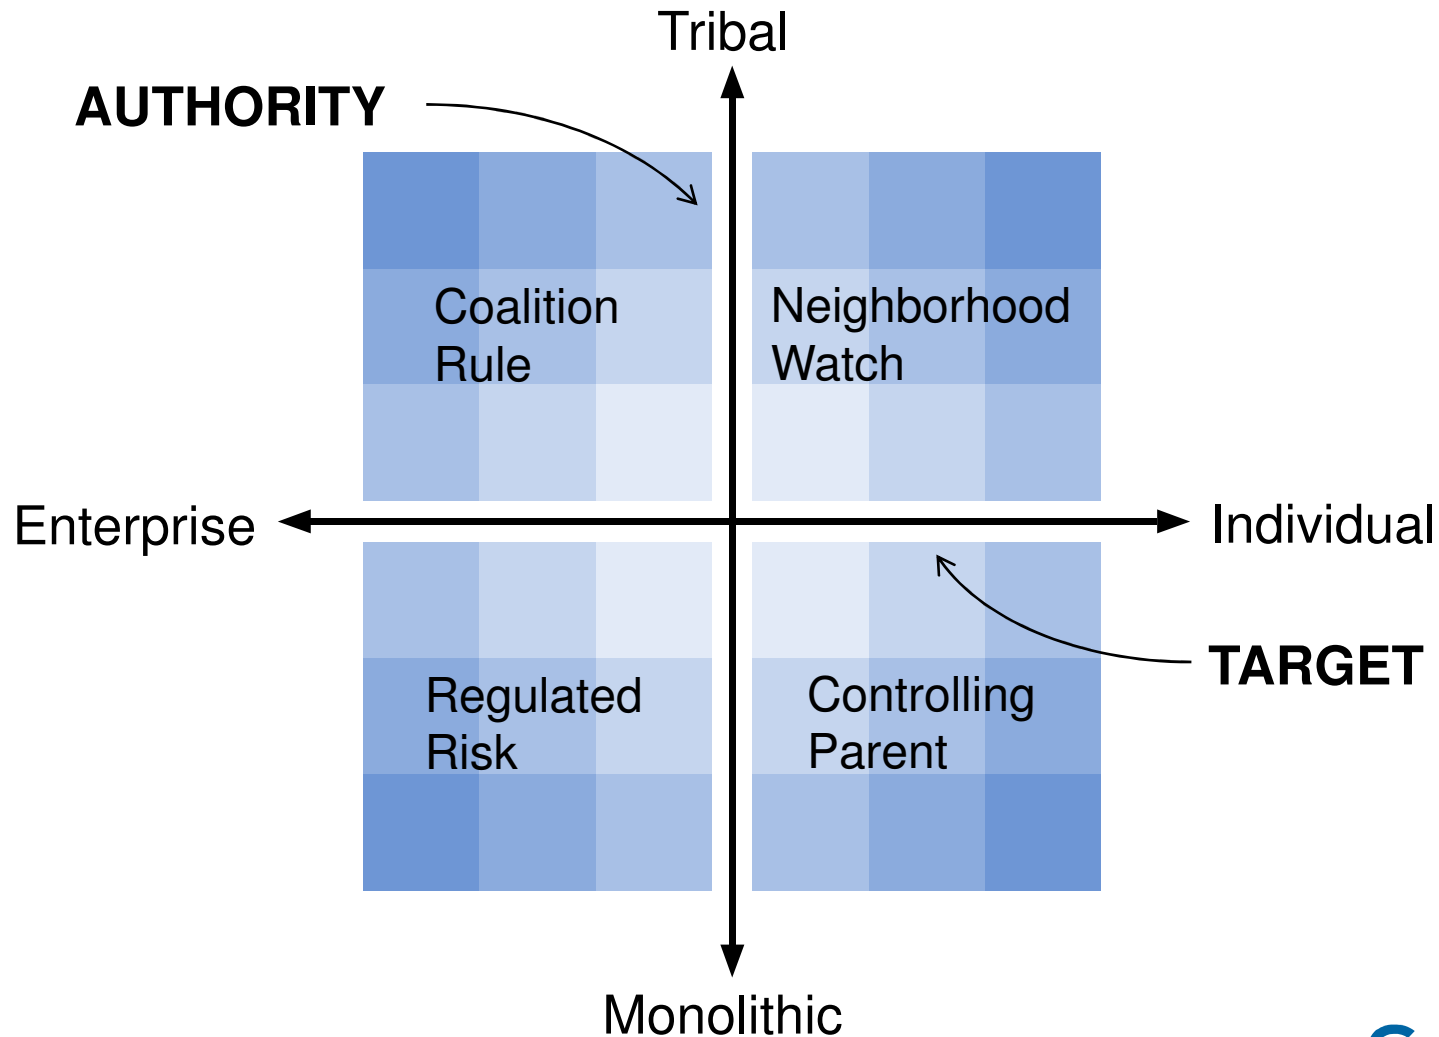 Tribal
AUTHORITY
Coalition
Rule
Neighborhood
Watch
Enterprise
Individual
TARGET
Regulated
Risk
Controlling
Parent
Monolithic